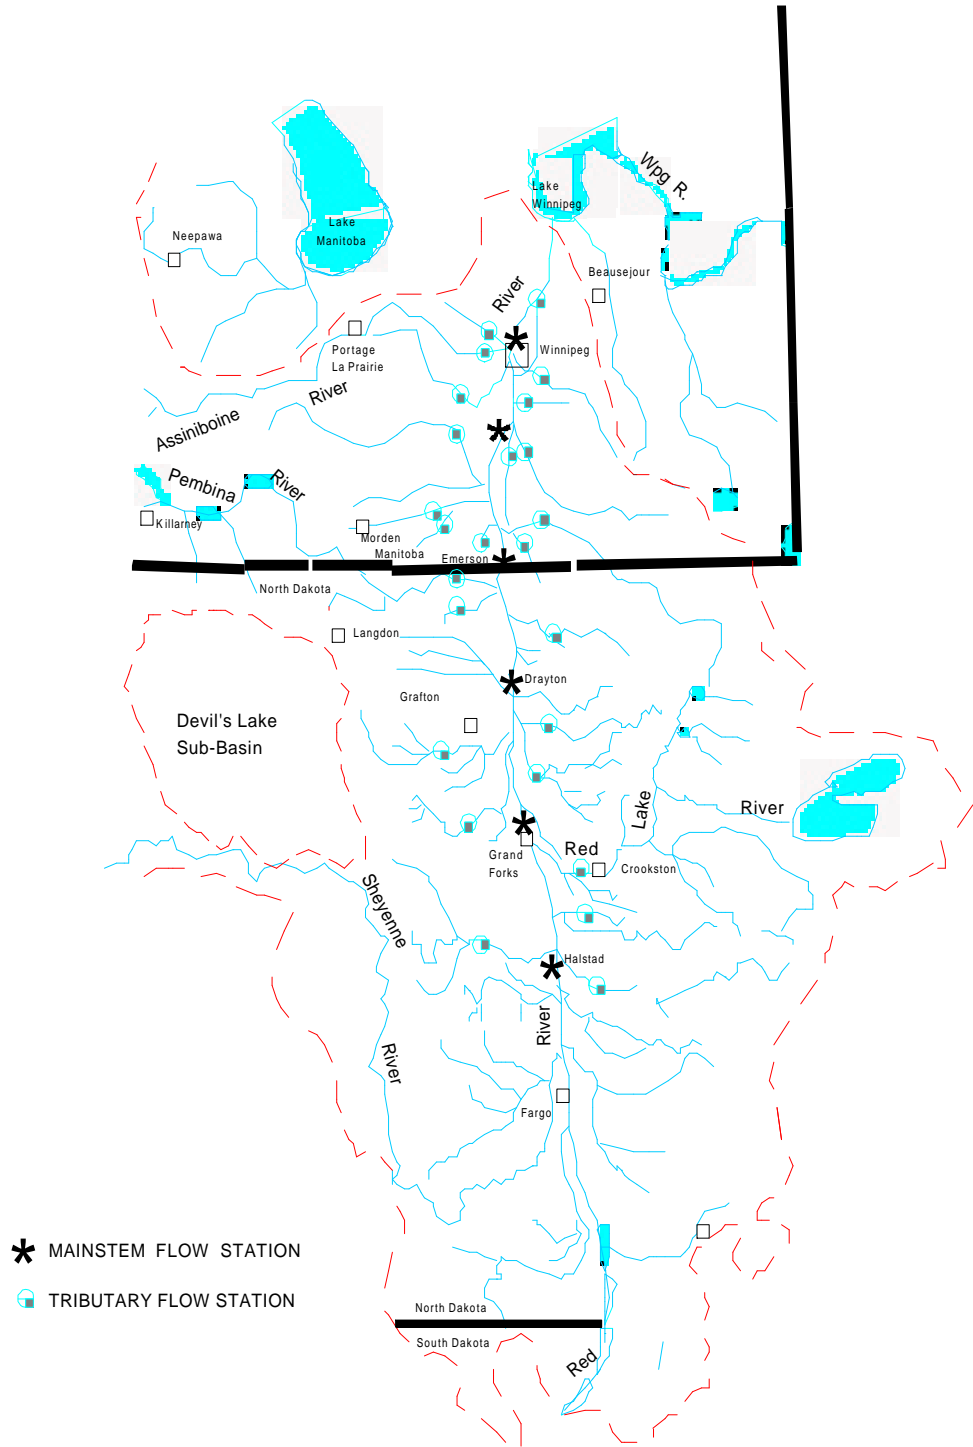 Wpg R.
Lake
Winnipeg
Lake
Manitoba
Neepawa
Beausejour
River
Portage
La Prairie
Winnipeg
River
Assiniboine
Pembina
River
Killarney
Morden
Manitoba
Emerson
North Dakota
Langdon
Drayton
Grafton
Devil's Lake
Sub-Basin
Lake
River
Red
Grand
Forks
Crookston
Sheyenne
Halstad
River
River
Fargo
MAINSTEM FLOW STATION
TRIBUTARY FLOW STATION
North Dakota
South Dakota
Red